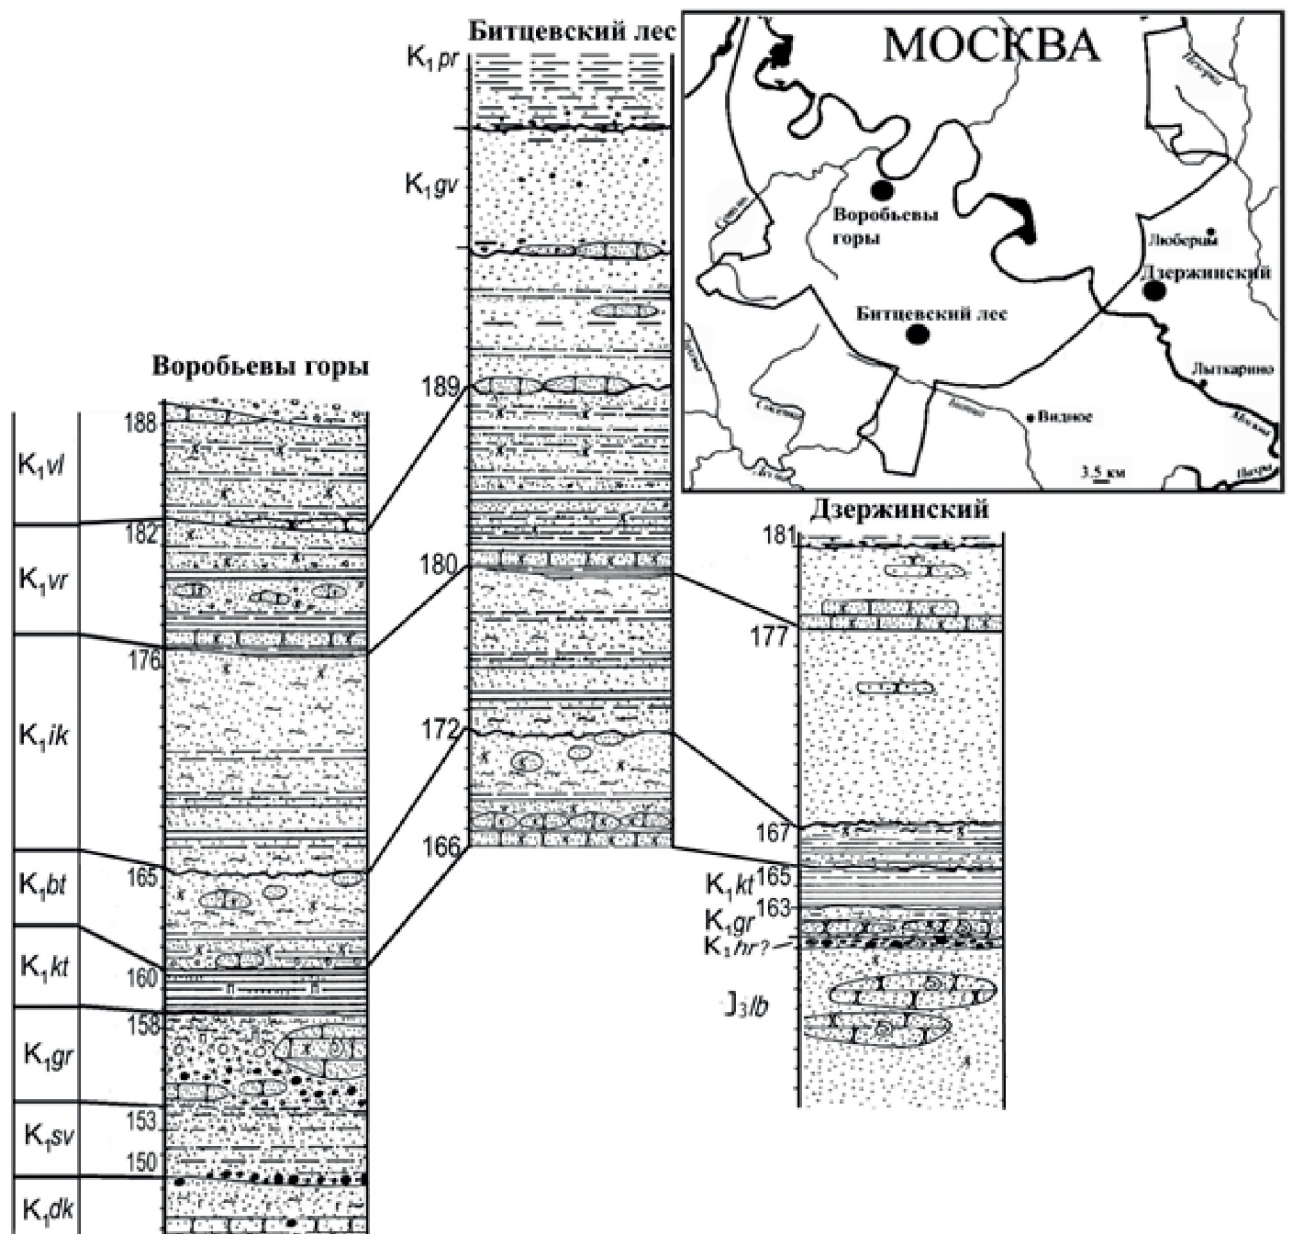 Битцевский лес
K₁pr
K₁gv
189
180
172
166
МОСКВА
Воробьевы
горы
Люберцы
Дзержинский
Битцевский лес
Лыткарино
Видное
3.5 км
Пахра
Воробьевы горы
188
K₁vl
182
K₁vr
176
K₁ik
165
K₁bt
160
K₁kt
158
K₁gr
153
K₁sv
150
K₁dk
Дзержинский
181
177
167
K₁kt
165
163
K₁gr
K₁hr?
J₃lb